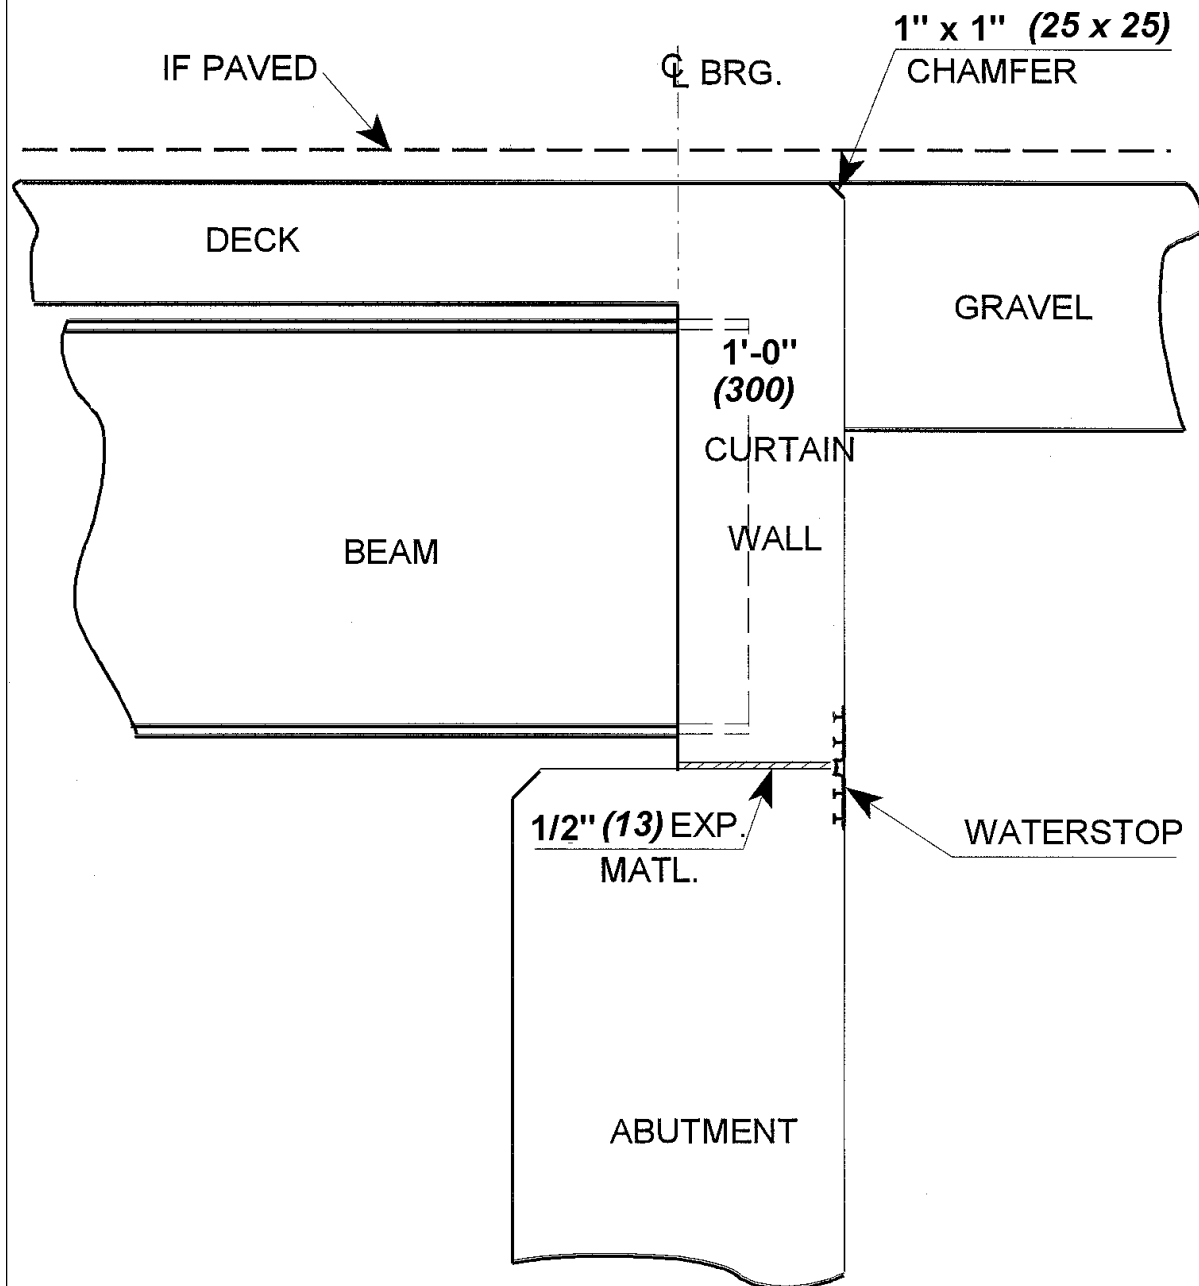 1" x 1" (25 x 25)
CHAMFER
IF PAVED
℄ BRG.
DECK
GRAVEL
1'-0"
(300)
CURTAIN
WALL
BEAM
1/2" (13) EXP.
MATL.
WATERSTOP
ABUTMENT